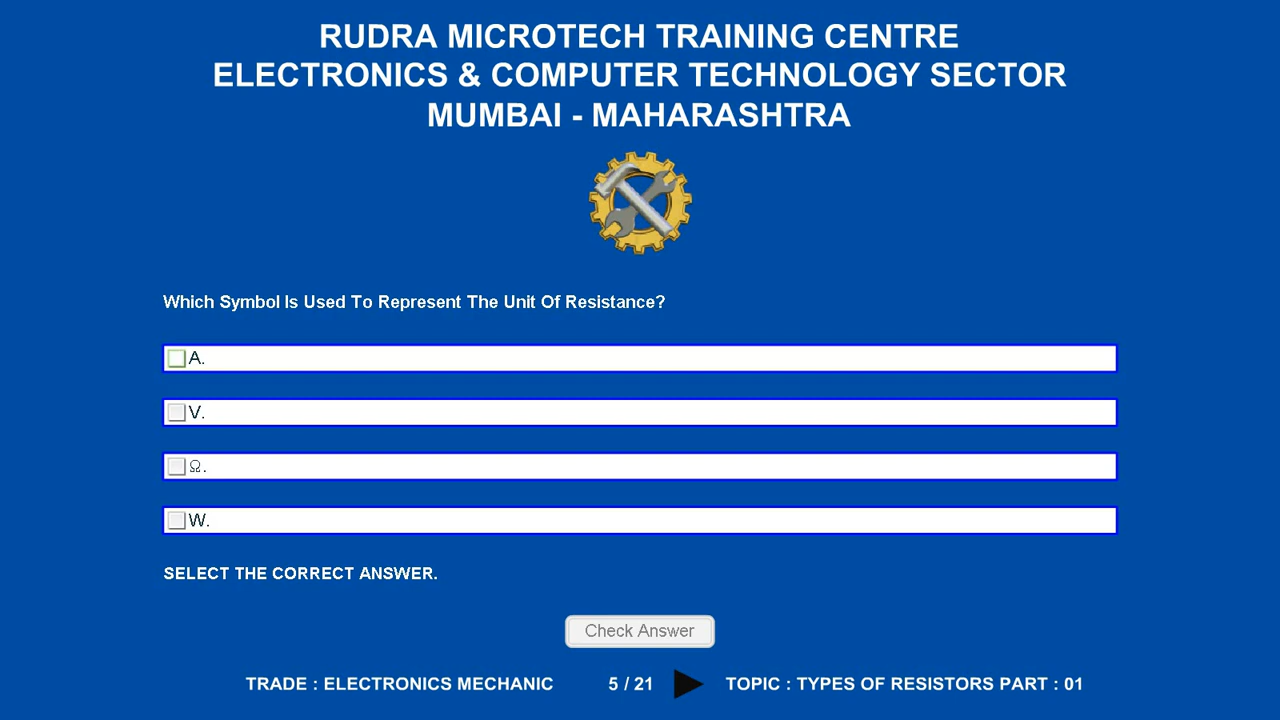 RUDRA MICROTECH TRAINING CENTRE
ELECTRONICS & COMPUTER TECHNOLOGY SECTOR
MUMBAI - MAHARASHTRA
Which Symbol Is Used To Represent The Unit Of Resistance?
A.
V.
Ω.
W.
SELECT THE CORRECT ANSWER.
Check Answer
TRADE : ELECTRONICS MECHANIC 5 / 21 TOPIC : TYPES OF RESISTORS PART : 01